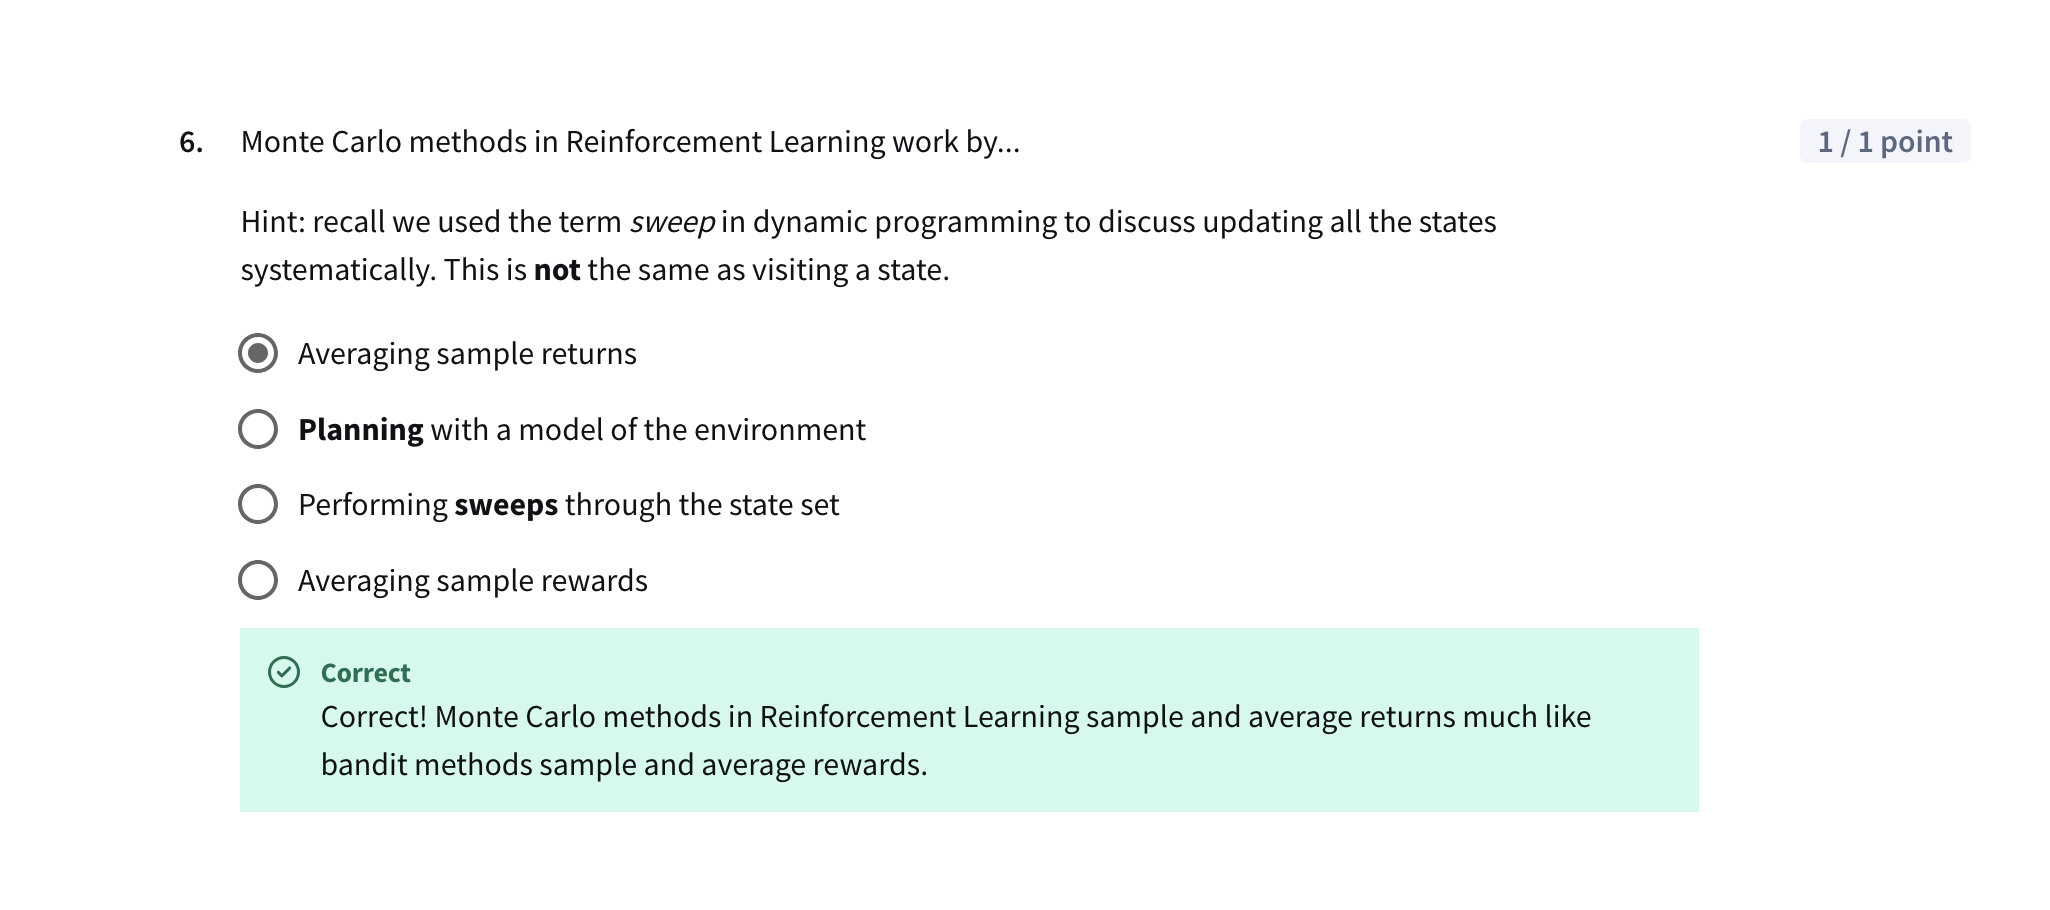 6. Monte Carlo methods in Reinforcement Learning work by... 1 / 1 point
Hint: recall we used the term sweep in dynamic programming to discuss updating all the states
systematically. This is not the same as visiting a state.
Averaging sample returns
Planning with a model of the environment
Performing sweeps through the state set
Averaging sample rewards
Correct
Correct! Monte Carlo methods in Reinforcement Learning sample and average returns much like
bandit methods sample and average rewards.